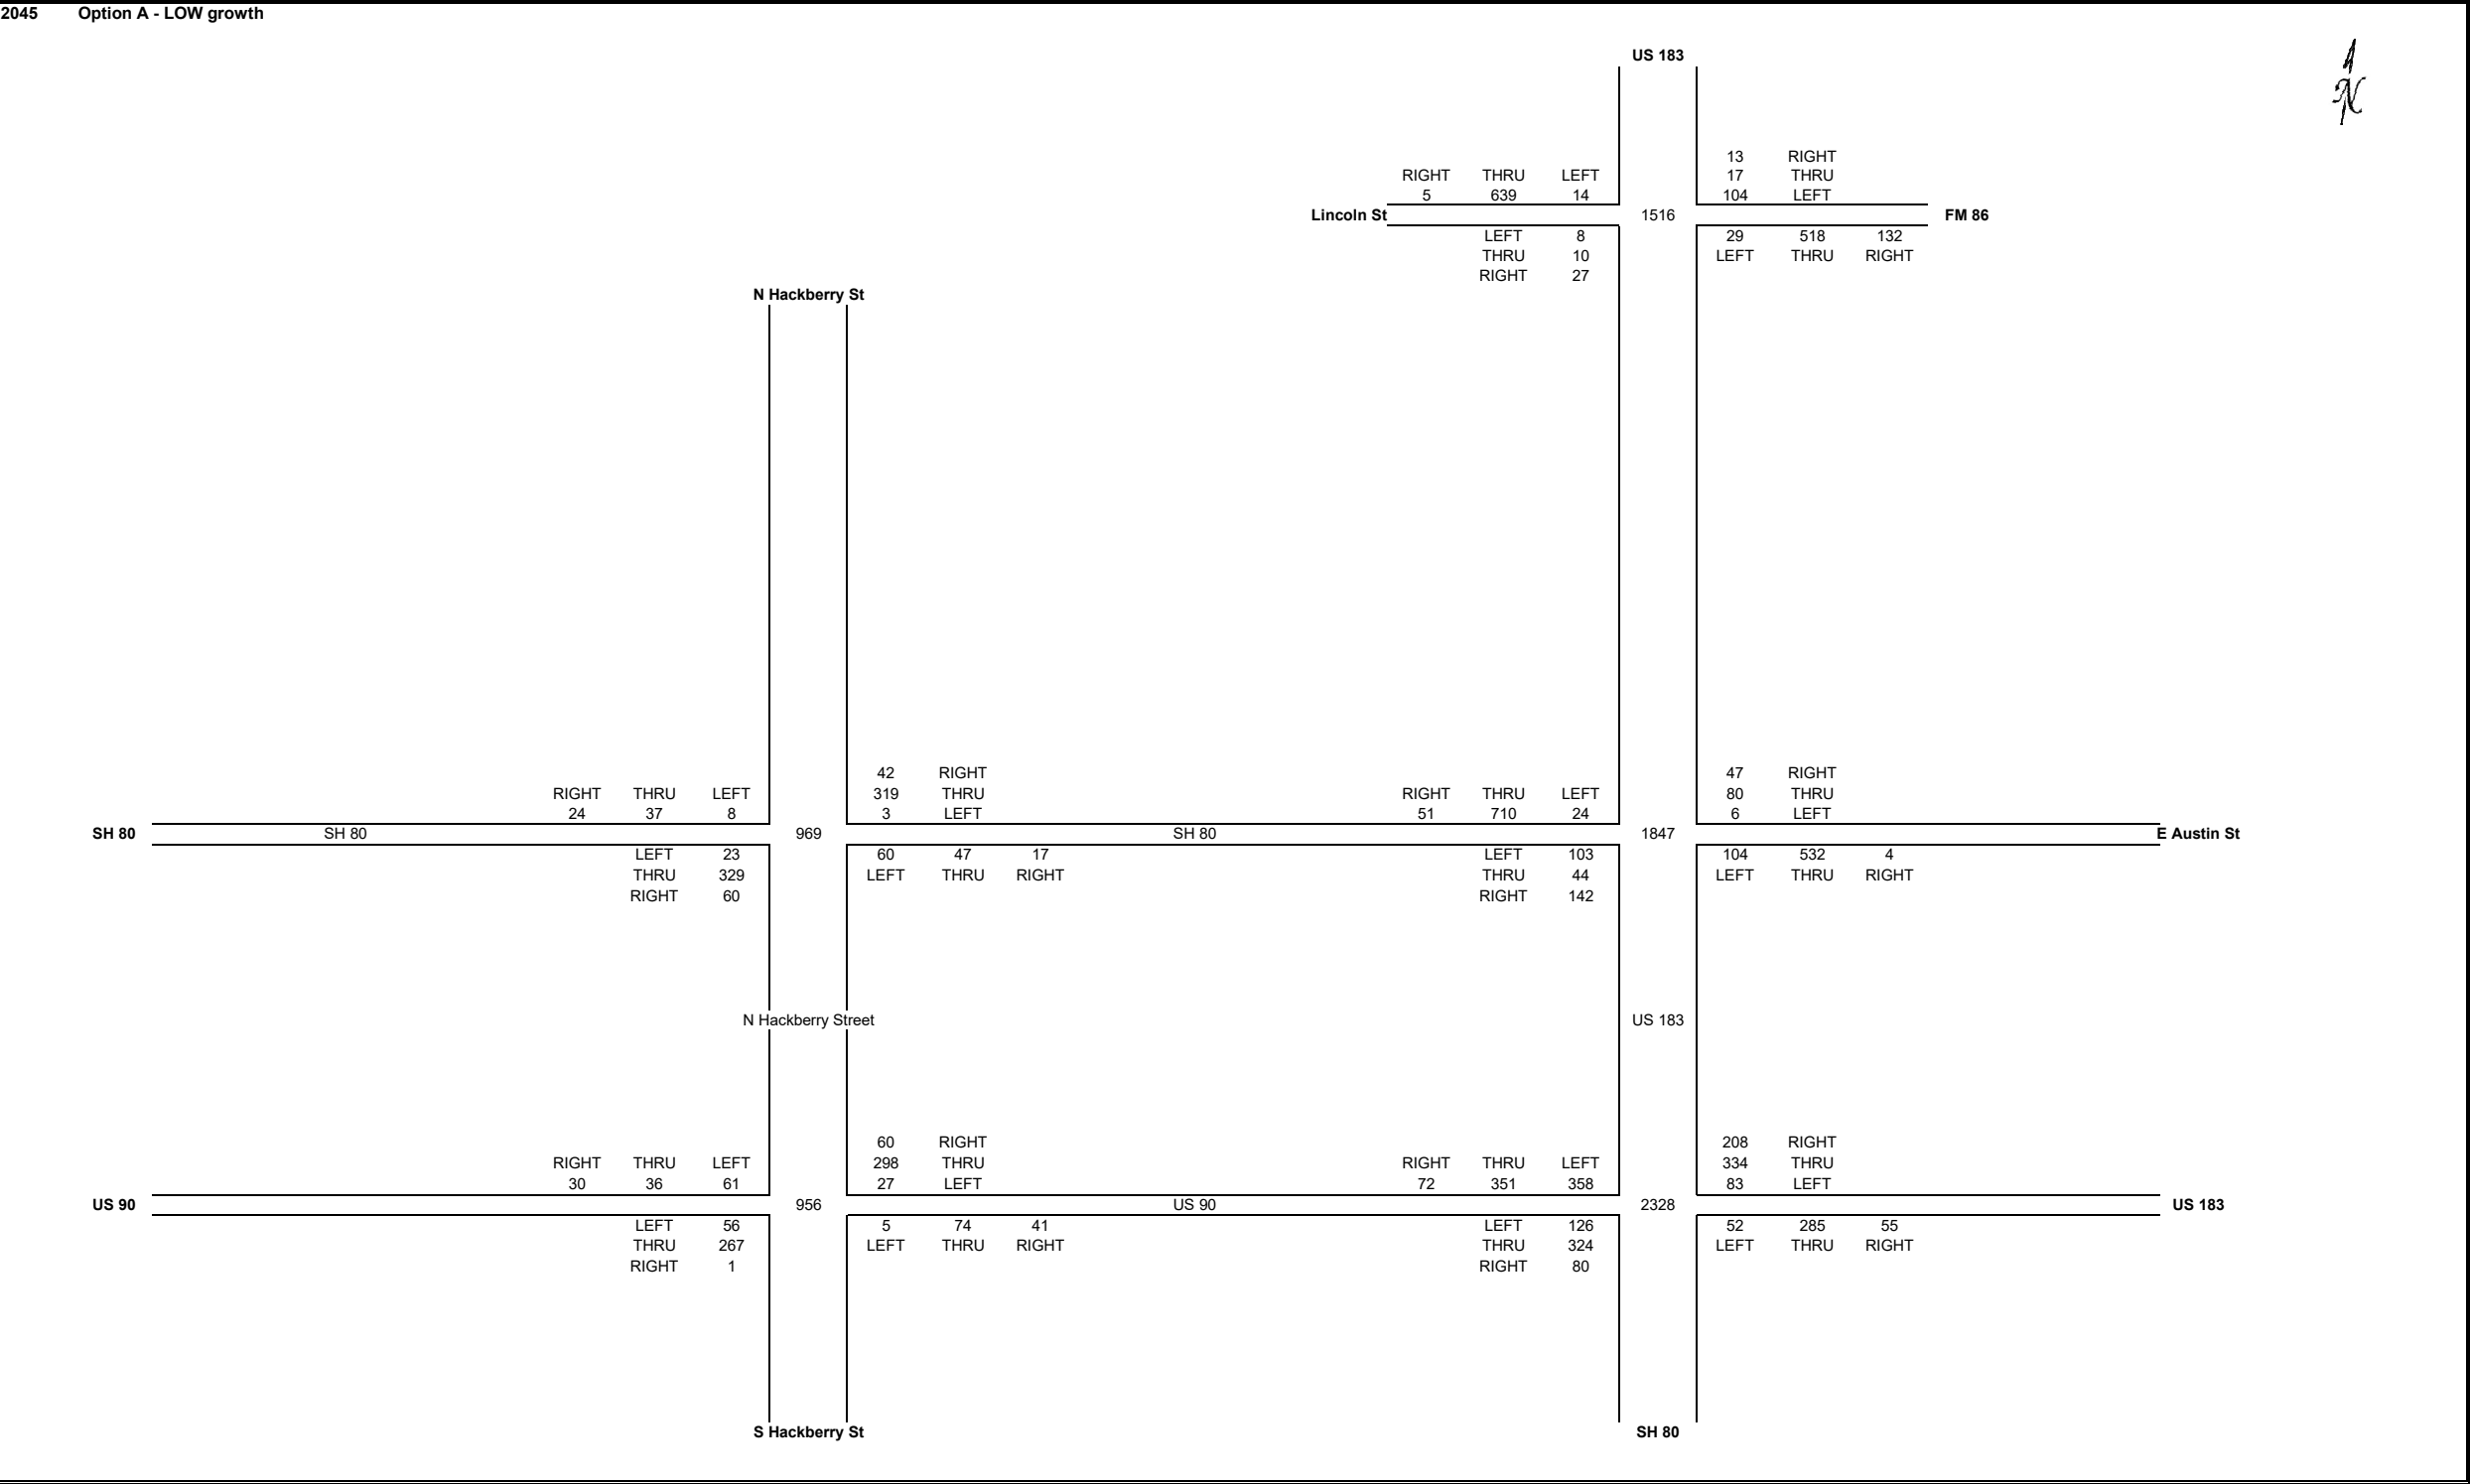 2045 Option A - LOW growth
US 183
N
13 RIGHT
RIGHT THRU LEFT 17 THRU
5 639 14 104 LEFT
Lincoln St 1516 FM 86
LEFT 8 29 518 132
THRU 10 LEFT THRU RIGHT
RIGHT 27
N Hackberry St
42 RIGHT 47 RIGHT
RIGHT THRU LEFT 319 THRU RIGHT THRU LEFT 80 THRU
24 37 8 3 LEFT 51 710 24 6 LEFT
SH 80 SH 80 969 SH 80 1847 E Austin St
LEFT 23 60 47 17 LEFT 103 104 532 4
THRU 329 LEFT THRU RIGHT THRU 44 LEFT THRU RIGHT
RIGHT 60 RIGHT 142
N Hackberry Street US 183
60 RIGHT 208 RIGHT
RIGHT THRU LEFT 298 THRU RIGHT THRU LEFT 334 THRU
30 36 61 27 LEFT 72 351 358 83 LEFT
US 90 956 US 90 2328 US 183
LEFT 56 5 74 41 LEFT 126 52 285 55
THRU 267 LEFT THRU RIGHT THRU 324 LEFT THRU RIGHT
RIGHT 1 RIGHT 80
S Hackberry St SH 80